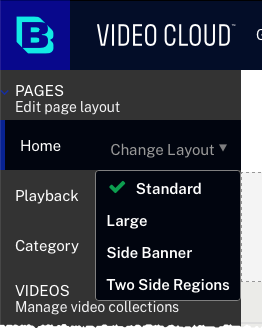 B VIDEO CLOUD™ G
PAGES
Edit page layout
Home Change Layout
Standard
Large
Side Banner
Two Side Regions
Playback
Category
VIDEOS
Manage video collections